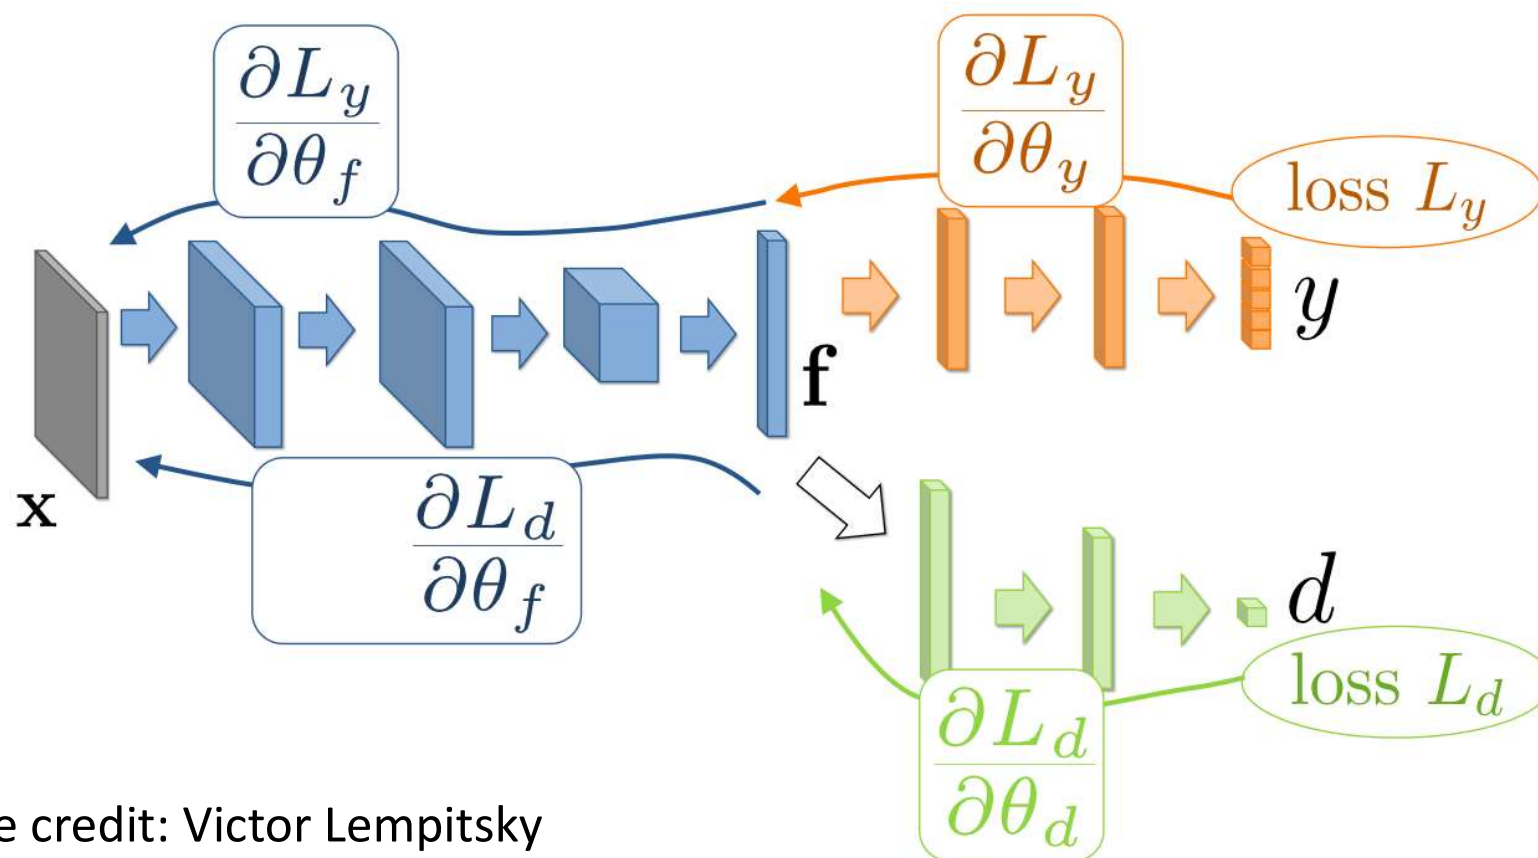 ∂L_y
∂θ_f
∂L_y
∂θ_y
loss L_y
y
f
x
∂L_d
∂θ_f
d
loss L_d
∂L_d
∂θ_d
e credit: Victor Lempitsky